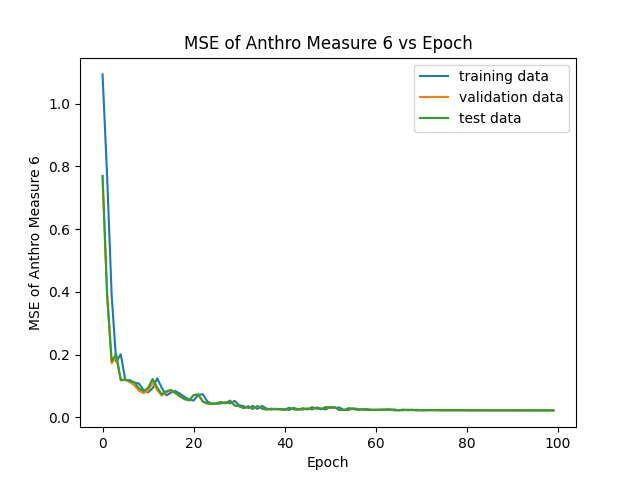 MSE of Anthro Measure 6 vs Epoch
training data
validation data
test data
MSE of Anthro Measure 6
1.0
0.8
0.6
0.4
0.2
0.0
0
20
40
60
80
100
Epoch